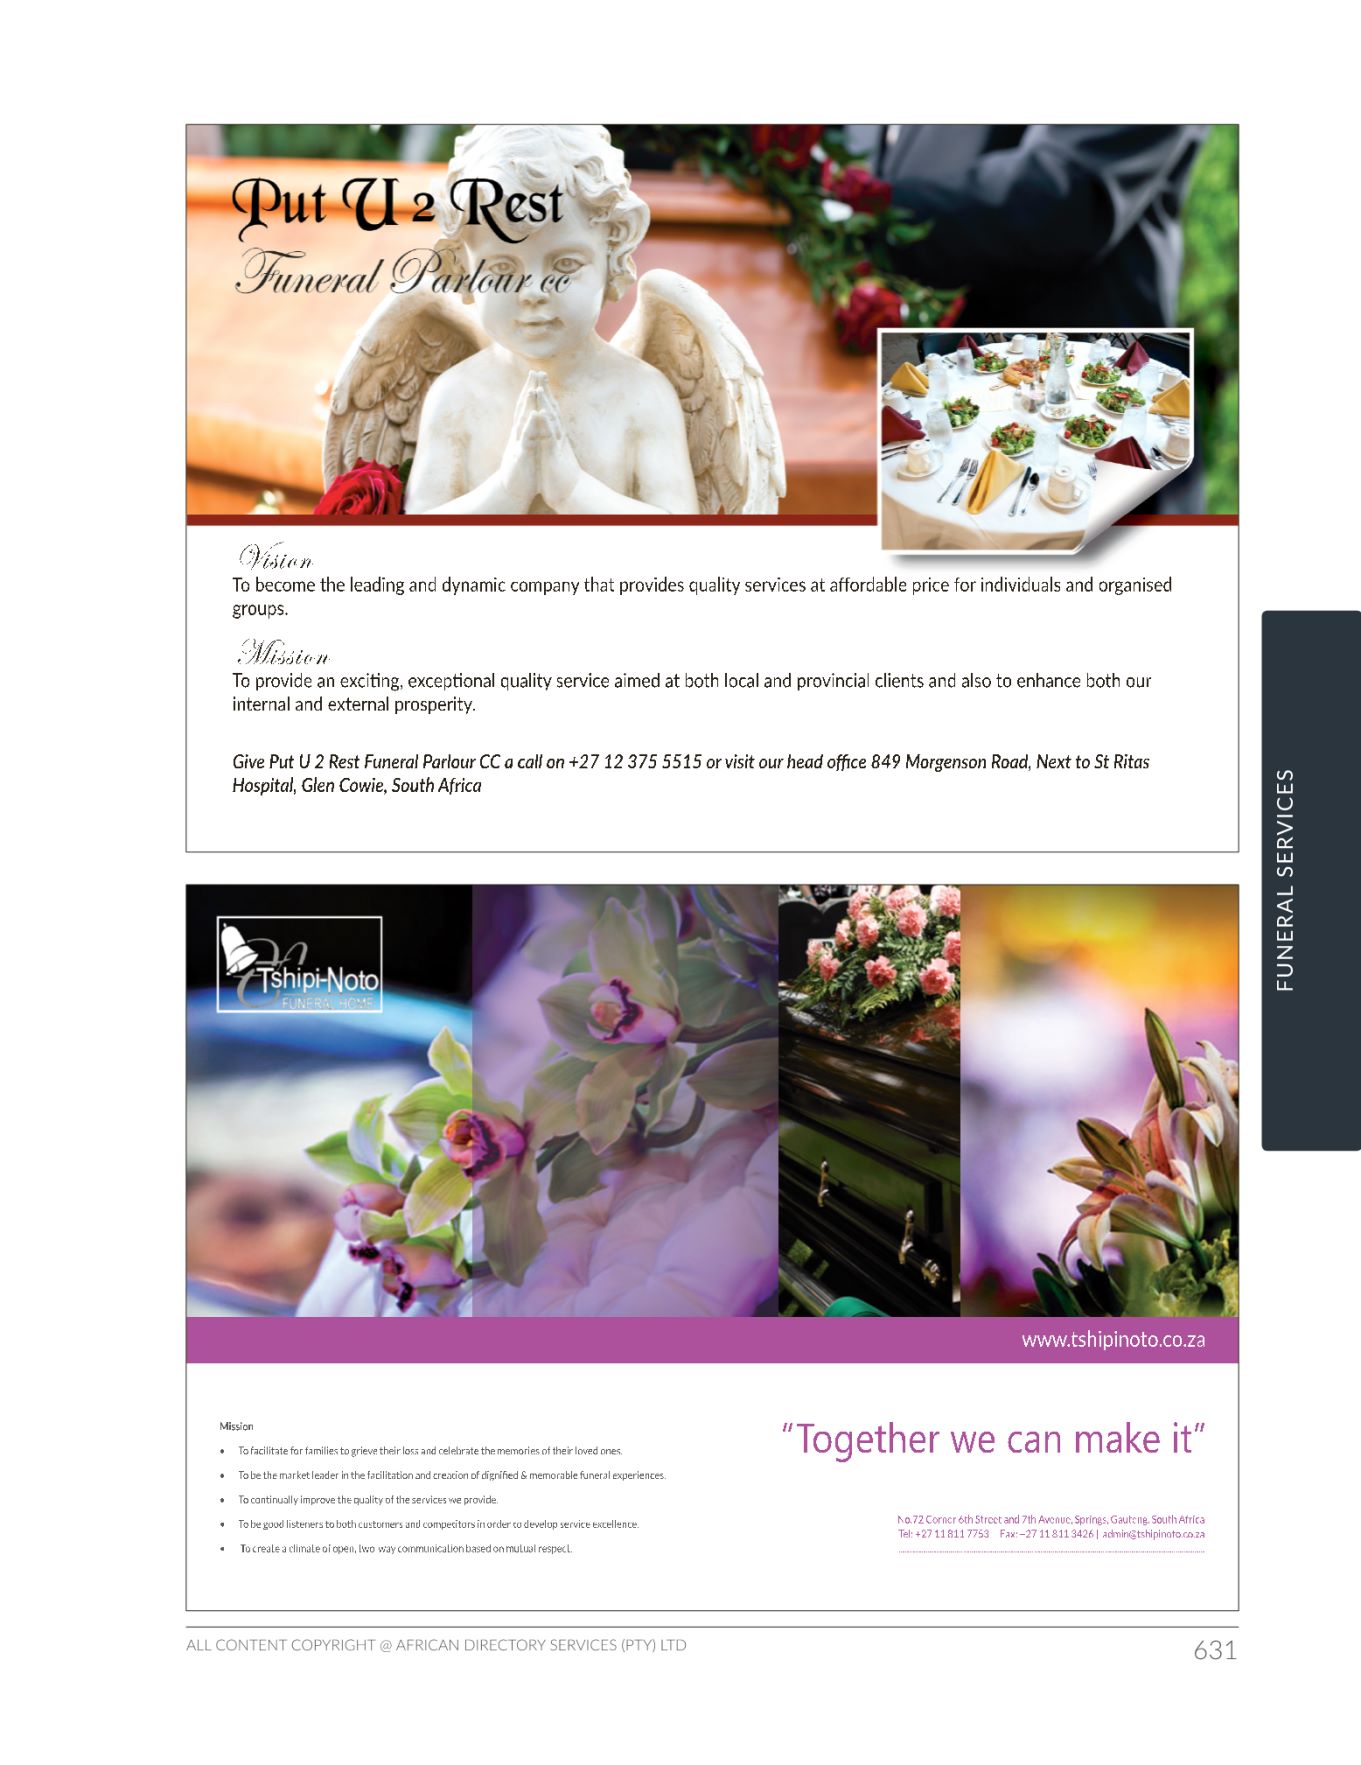 Put U 2 Rest
Funeral Parlour cc
Vision
To become the leading and dynamic company that provides quality services at affordable price for individuals and organised
groups.
Mission
To provide an exciting, exceptional quality service aimed at both local and provincial clients and also to enhance both our
internal and external prosperity.
Give Put U 2 Rest Funeral Parlour CC a call on +27 12 375 5515 or visit our head office 849 Morgenson Road, Next to St Ritas
Hospital, Glen Cowie, South Africa
FUNERAL SERVICES
Tshipi-Noto
FUNERAL HOME
www.tshipinoto.co.za
Mission
• To facilitate for families to grieve their loss and celebrate the memories of their loved ones.
• To be the market leader in the facilitation and creation of dignified & memorable funeral experiences.
• To continually improve the quality of the services we provide.
• To be good listeners to both customers and competitors in order to develop service excellence.
• To create a climate of open, two-way communication based on mutual respect.
“Together we can make it”
No.72 Corner 6th Street and 7th Avenue, Springs, Gauteng, South Africa
Tel: +27 11 811 7753 Fax: +27 11 811 3426 | admin@tshipinoto.co.za
ALL CONTENT COPYRIGHT @ AFRICAN DIRECTORY SERVICES (PTY) LTD
631